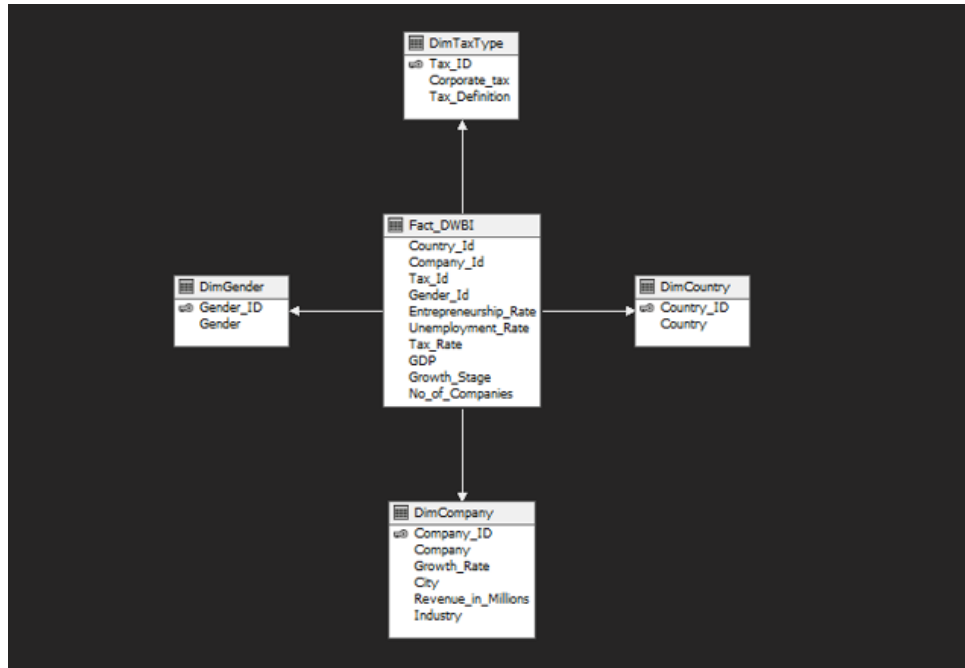 DimTaxType
Tax_ID
Corporate_tax
Tax_Definition
Fact_DWBI
Country_Id
Company_Id
Tax_Id
Gender_Id
Entrepreneurship_Rate
Unemployment_Rate
Tax_Rate
GDP
Growth_Stage
No_of_Companies
DimGender
Gender_ID
Gender
DimCountry
Country_ID
Country
DimCompany
Company_ID
Company
Growth_Rate
City
Revenue_in_Millions
Industry